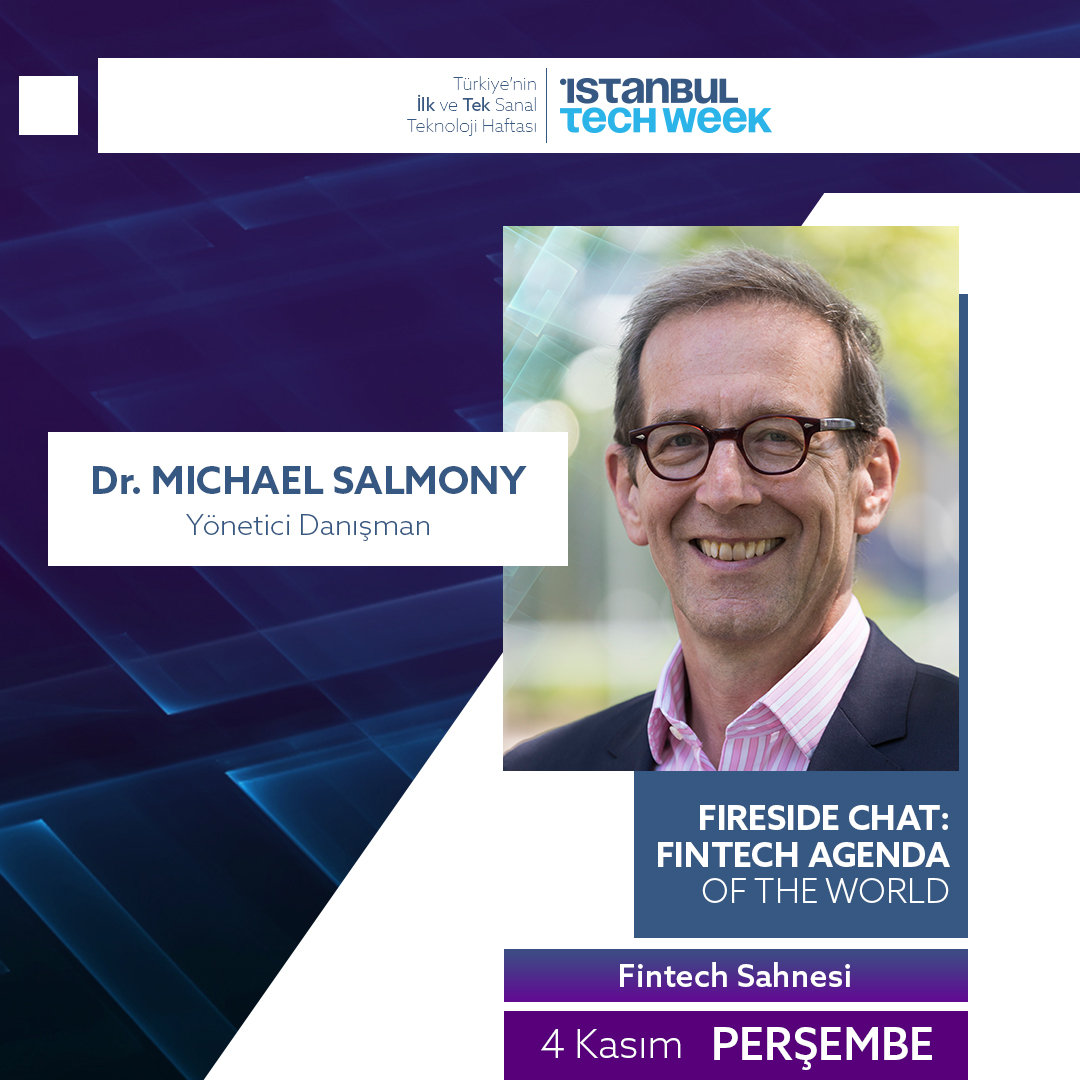 Türkiye'nin
İlk ve Tek Sanal
Teknoloji Haftası
iSTANBUL
TECH WEEK
Dr. MICHAEL SALMONY
Yönetici Danışman
FIRESIDE CHAT:
FINTECH AGENDA
OF THE WORLD
Fintech Sahnesi
4 Kasım PERŞEMBE